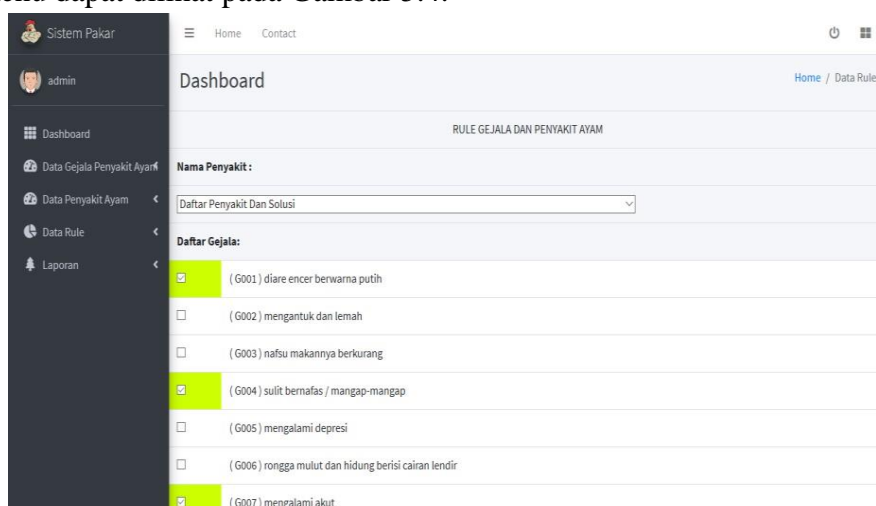 Sistem Pakar
Home Contact
admin
Dashboard
Home / Data Rule
Dashboard
Data Gejala Penyakit Ayam
Data Penyakit Ayam
Data Rule
Laporan
RULE GEJALA DAN PENYAKIT AYAM
Nama Penyakit :
Daftar Penyakit Dan Solusi
Daftar Gejala:
( G001 ) diare encer berwarna putih
( G002 ) mengantuk dan lemah
( G003 ) nafsu makannya berkurang
( G004 ) sulit bernafas / mangap-mangap
( G005 ) mengalami depresi
( G006 ) rongga mulut dan hidung berisi cairan lendir
( G007 ) mengalami akut